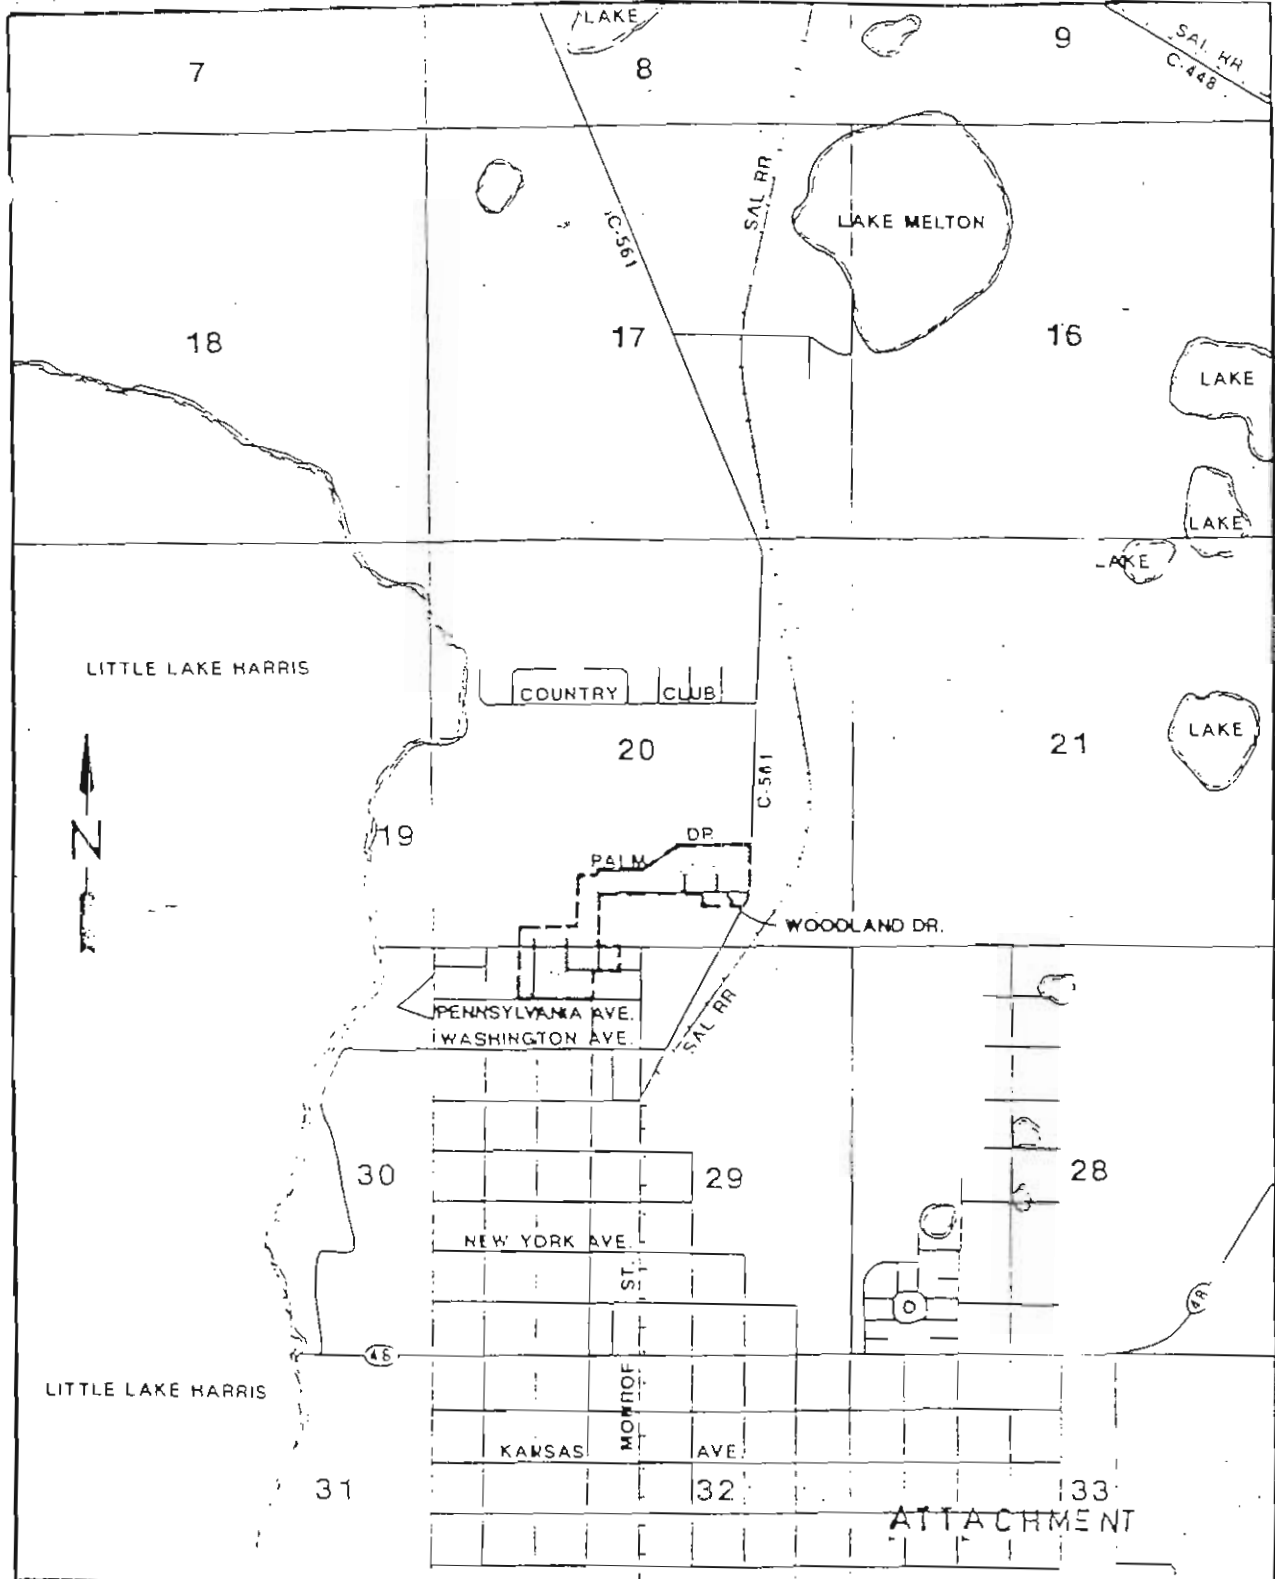 LAKE
9
SAL RR
7
8
C-448
SAL RR
LAKE MELTON
C-561
18
17
16
LAKE
LAKE
LAKE
LITTLE LAKE HARRIS
COUNTRY CLUB
20
21
LAKE
C-561
N
19
PALM DR.
WOODLAND DR.
PENNSYLVANIA AVE.
WASHINGTON AVE.
SAL RR
30
29
28
NEW YORK AVE.
MONROE ST.
48
48
LITTLE LAKE HARRIS
KANSAS AVE
31
32
33
ATTACHMENT